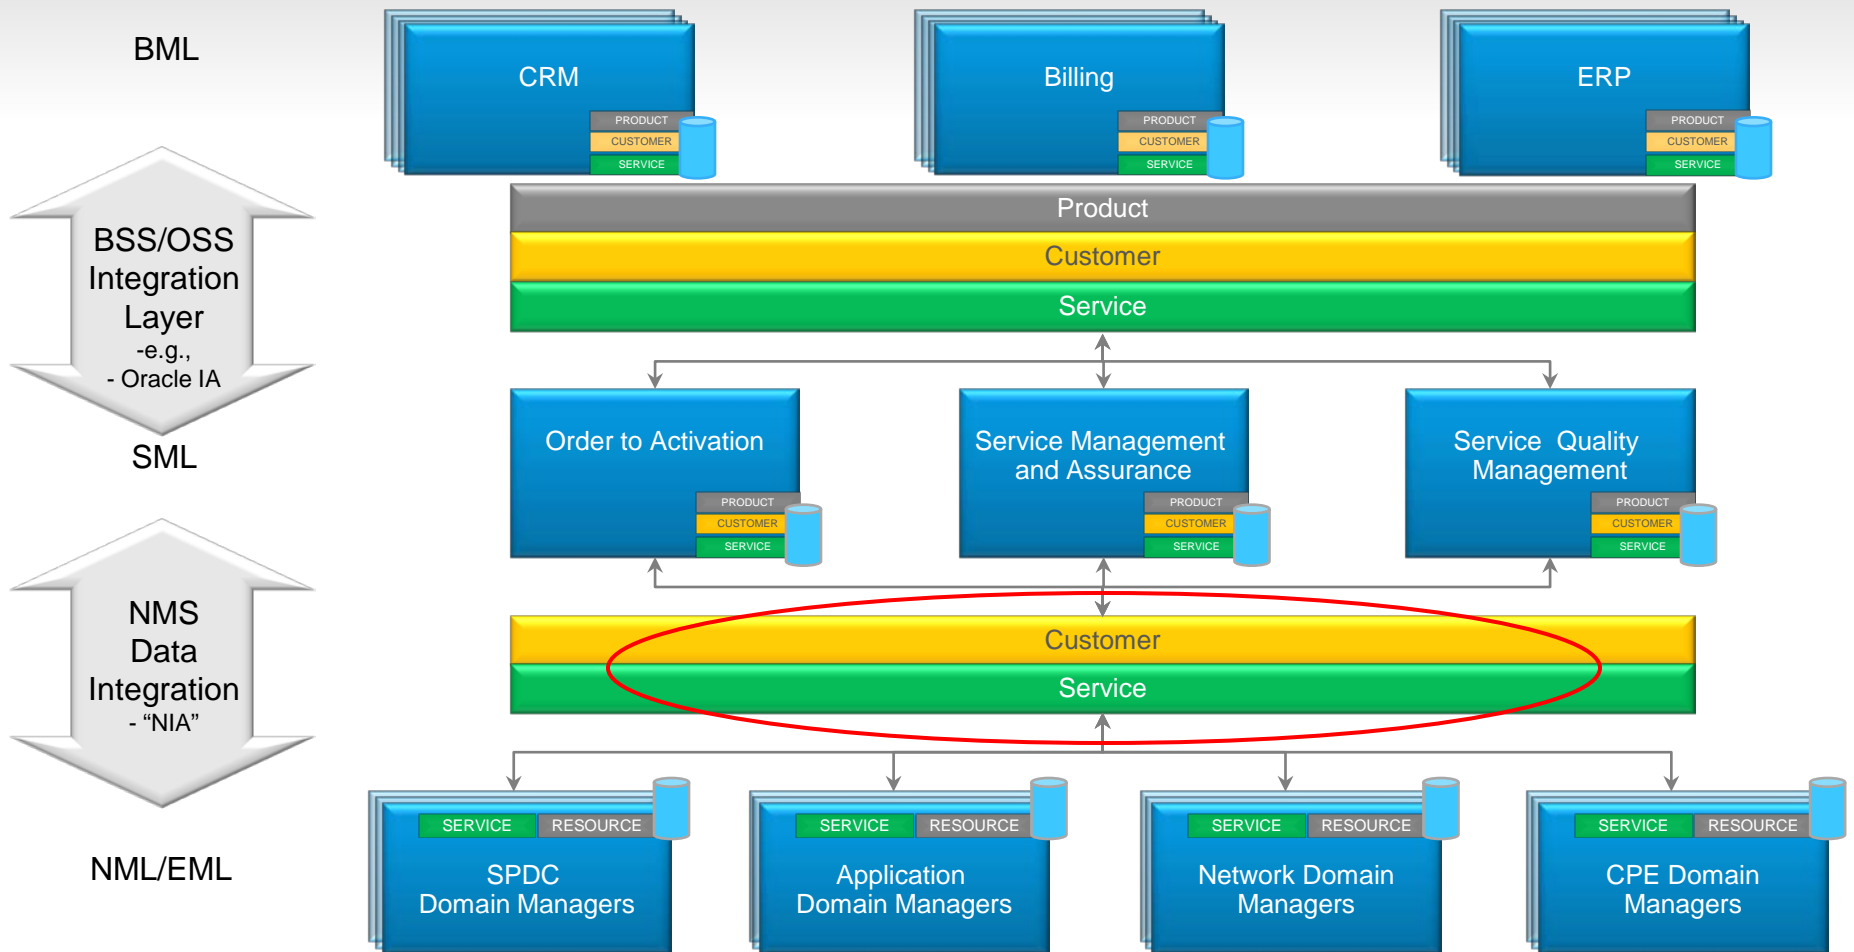 BML
CRM
PRODUCT
CUSTOMER
SERVICE
Billing
PRODUCT
CUSTOMER
SERVICE
ERP
PRODUCT
CUSTOMER
SERVICE
BSS/OSS
Integration
Layer
-e.g.,
- Oracle IA
Product
Customer
Service
SML
Order to Activation
PRODUCT
CUSTOMER
SERVICE
Service Management
and Assurance
PRODUCT
CUSTOMER
SERVICE
Service Quality
Management
PRODUCT
CUSTOMER
SERVICE
NMS
Data
Integration
- “NIA”
Customer
Service
NML/EML
SERVICE RESOURCE
SPDC
Domain Managers
SERVICE RESOURCE
Application
Domain Managers
SERVICE RESOURCE
Network Domain
Managers
SERVICE RESOURCE
CPE Domain
Managers